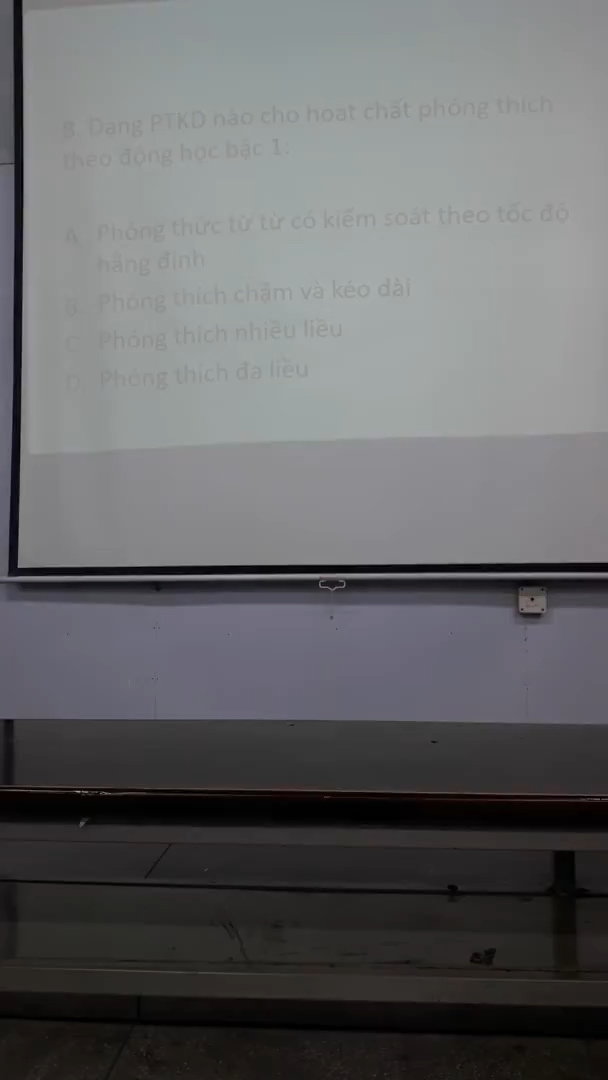 8. Dạng PTKD nào cho hoạt chất phóng thích
theo động học bậc 1:
A. Phóng thức từ từ có kiểm soát theo tốc độ
hằng định
B. Phóng thích chậm và kéo dài
C. Phóng thích nhiều liều
D. Phóng thích đa liều